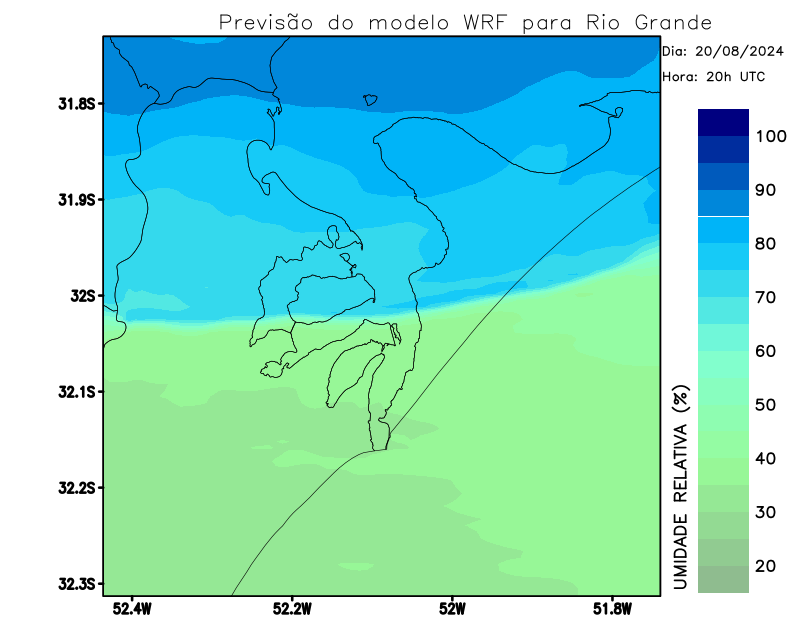 Previsão do modelo WRF para Rio Grande
Dia: 20/08/2024
Hora: 20h UTC
31.8S
31.9S
32S
32.1S
32.2S
32.3S
52.4W
52.2W
52W
51.8W
100
90
80
70
60
50
40
30
20
UMIDADE RELATIVA (%)